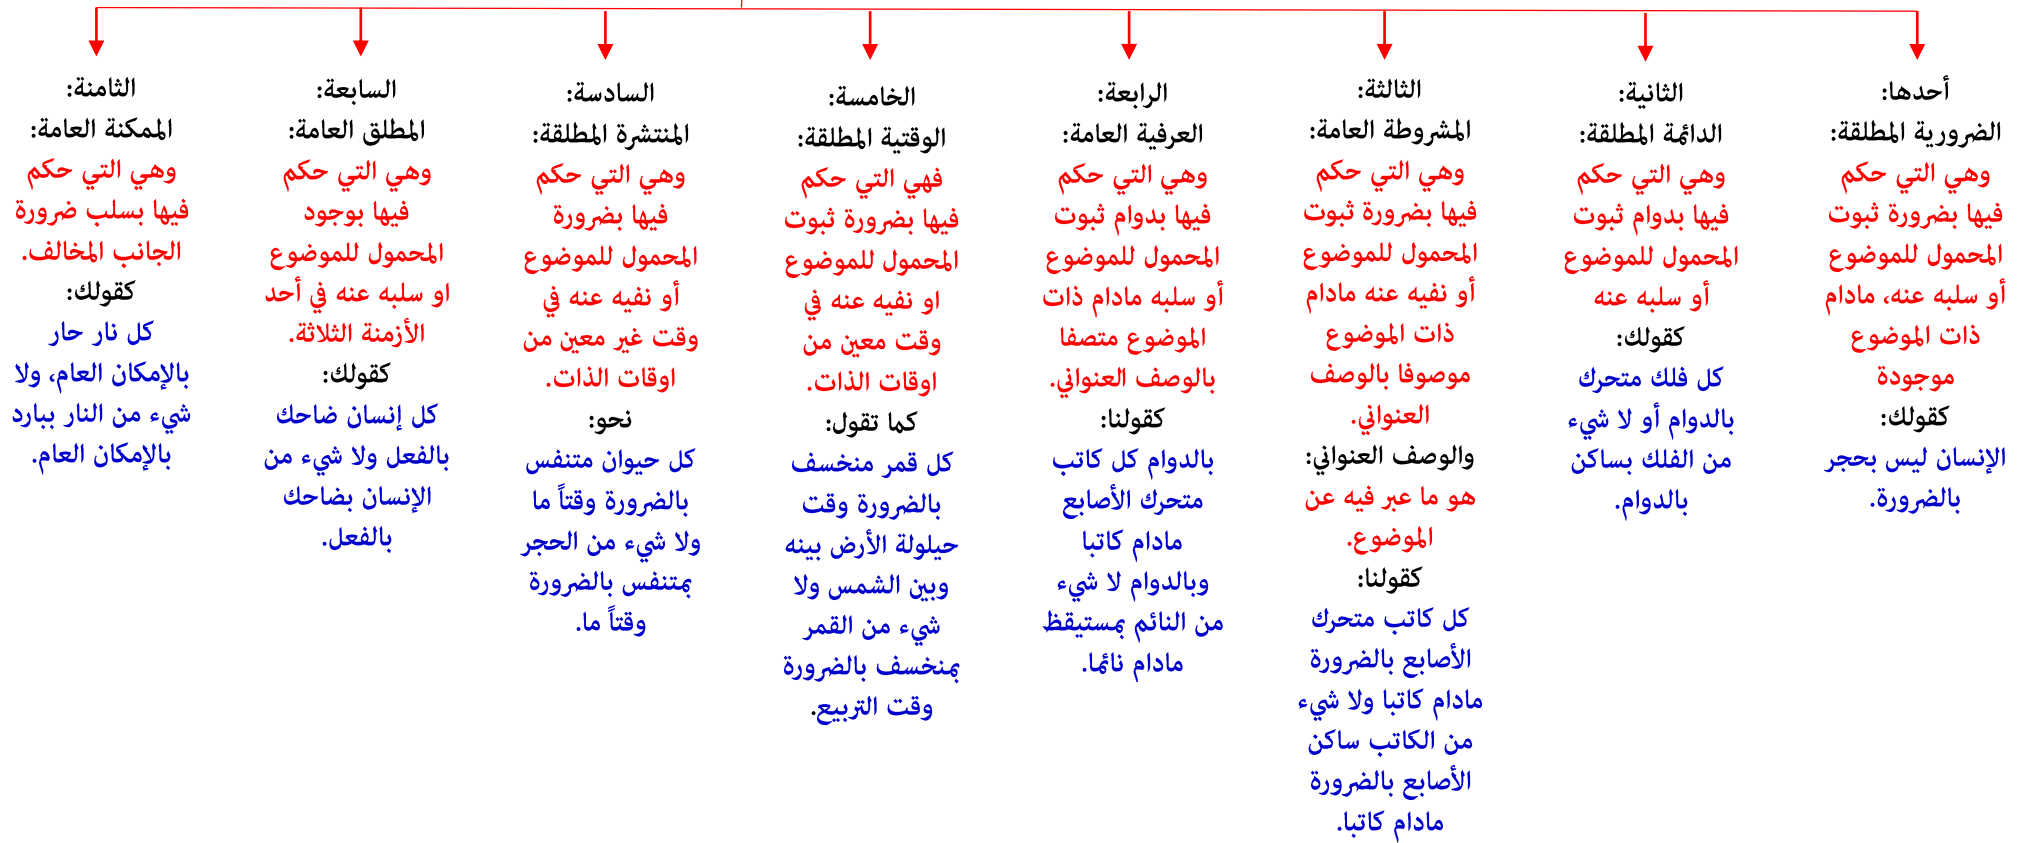 أحدها:
الضرورية المطلقة:
وهي التي حكم
فيها بضرورة ثبوت
المحمول للموضوع
أو سلبه عنه، مادام
ذات الموضوع
موجودة
كقولك:
الإنسان ليس بحجر
بالضرورة.
الثانية:
الدائمة المطلقة:
وهي التي حكم
فيها بدوام ثبوت
المحمول للموضوع
أو سلبه عنه
كقولك:
كل فلك متحرك
بالدوام أو لا شيء
من الفلك بساكن
بالدوام.
الثالثة:
المشروطة العامة:
وهي التي حكم
فيها بضرورة ثبوت
المحمول للموضوع
أو نفيه عنه مادام
ذات الموضوع
موصوفا بالوصف
العنواني.
والوصف العنواني:
هو ما عبر فيه عن
الموضوع.
كقولنا:
كل كاتب متحرك
الأصابع بالضرورة
مادام كاتبا ولا شيء
من الكاتب ساكن
الأصابع بالضرورة
مادام كاتبا.
الرابعة:
العرفية العامة:
وهي التي حكم
فيها بدوام ثبوت
المحمول للموضوع
أو سلبه مادام ذات
الموضوع متصفا
بالوصف العنواني.
كقولنا:
بالدوام كل كاتب
متحرك الأصابع
مادام كاتبا
وبالدوام لا شيء
من النائم بمستيقظ
مادام نائما.
الخامسة:
الوقتية المطلقة:
فهي التي حكم
فيها بضرورة ثبوت
المحمول للموضوع
او نفيه عنه في
وقت معين من
اوقات الذات.
كما تقول:
كل قمر منخسف
بالضرورة وقت
حيلولة الأرض بينه
وبين الشمس ولا
شيء من القمر
بمنخسف بالضرورة
وقت التربيع.
السادسة:
المنتشرة المطلقة:
وهي التي حكم
فيها بضرورة
المحمول للموضوع
أو نفيه عنه في
وقت غير معين من
اوقات الذات.
نحو:
كل حيوان متنفس
بالضرورة وقتاً ما
ولا شيء من الحجر
بمتنفس بالضرورة
وقتاً ما.
السابعة:
المطلق العامة:
وهي التي حكم
فيها بوجود
المحمول للموضوع
او سلبه عنه في أحد
الأزمنة الثلاثة.
كقولك:
كل إنسان ضاحك
بالفعل ولا شيء من
الإنسان بضاحك
بالفعل.
الثامنة:
الممكنة العامة:
وهي التي حكم
فيها بسلب ضرورة
الجانب المخالف.
كقولك:
كل نار حار
بالإمكان العام، ولا
شيء من النار ببارد
بالإمكان العام.